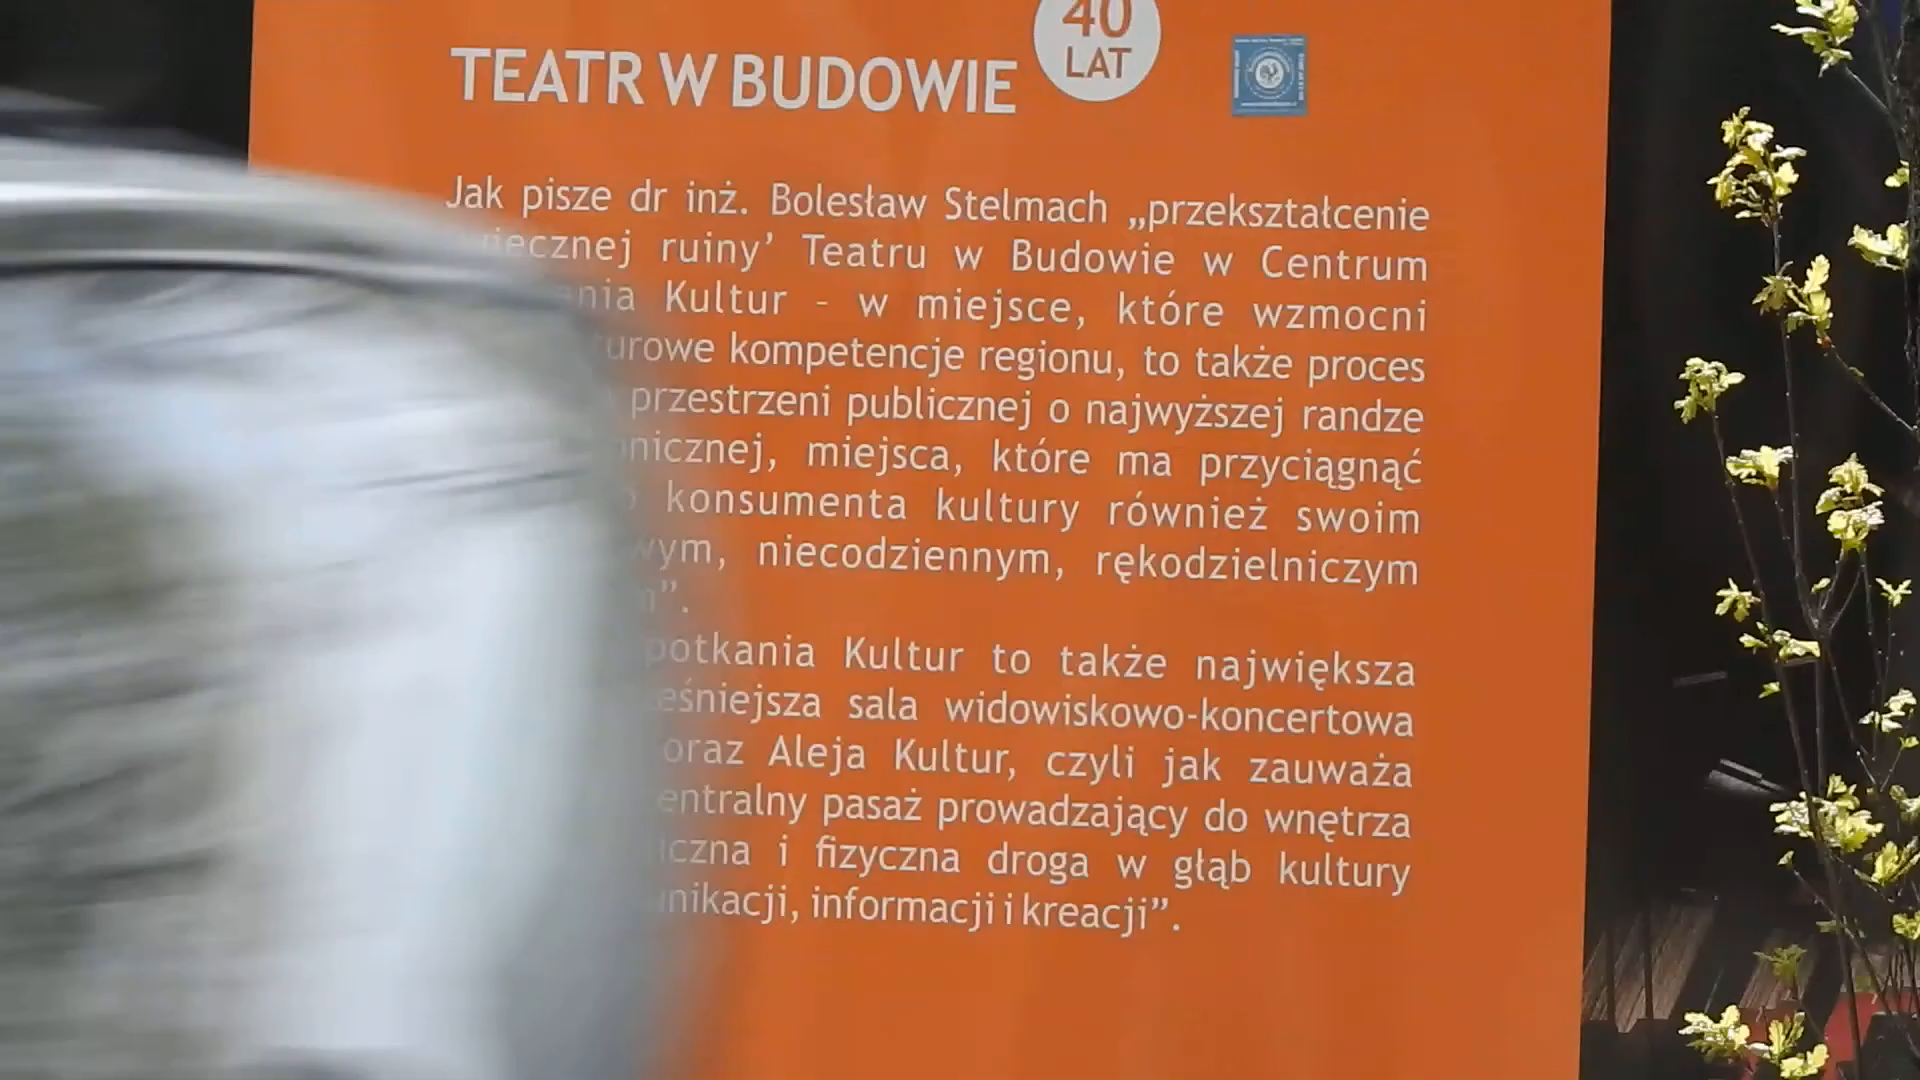 40
LAT
TEATR W BUDOWIE
Jak pisze dr inż. Bolesław Stelmach „przekształcenie
ruiny’ Teatru w Budowie w Centrum
Kultur - w miejsce, które wzmocni
kompetencje regionu, to także proces
przestrzeni publicznej o najwyższej randze
miejsca, które ma przyciągnąć
konsumenta kultury również swoim
niecodziennym, rękodzielniczym
Kultur to także największa
sala widowiskowo-koncertowa
oraz Aleja Kultur, czyli jak zauważa
pasaż prowadzający do wnętrza
i fizyczna droga w głąb kultury
informacji i kreacji”.